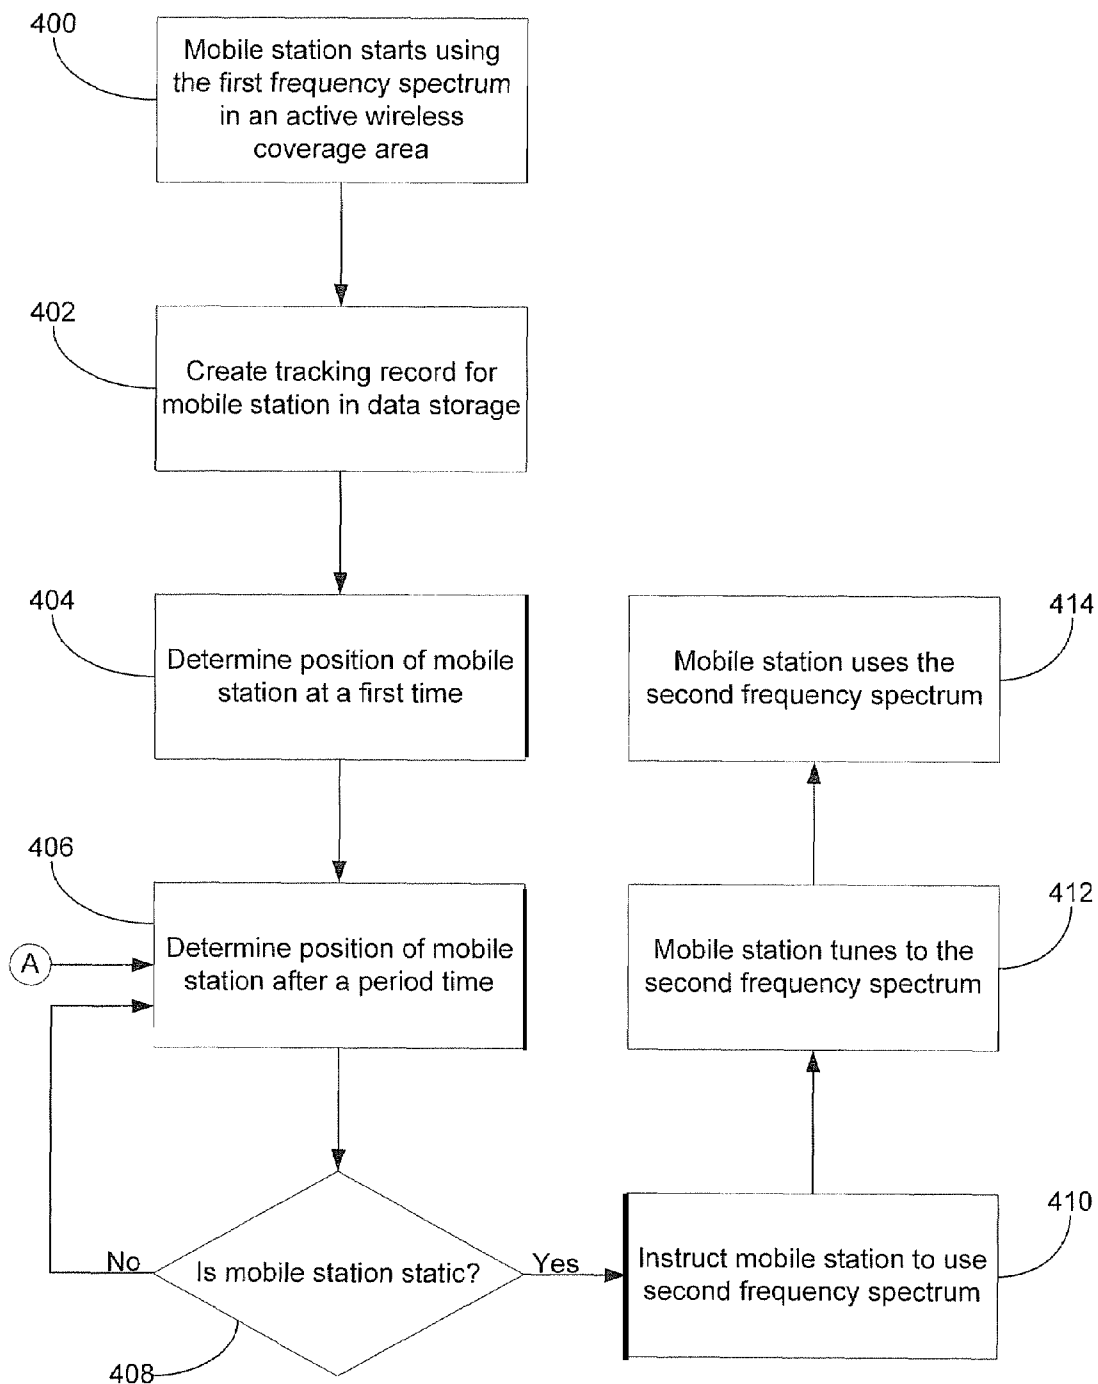 400
Mobile station starts using
the first frequency spectrum
in an active wireless
coverage area
402
Create tracking record for
mobile station in data storage
404
Determine position of mobile
station at a first time
406
A
Determine position of mobile
station after a period time
No
Is mobile station static?
Yes
408
Instruct mobile station to use
second frequency spectrum
410
Mobile station tunes to the
second frequency spectrum
412
Mobile station uses the
second frequency spectrum
414